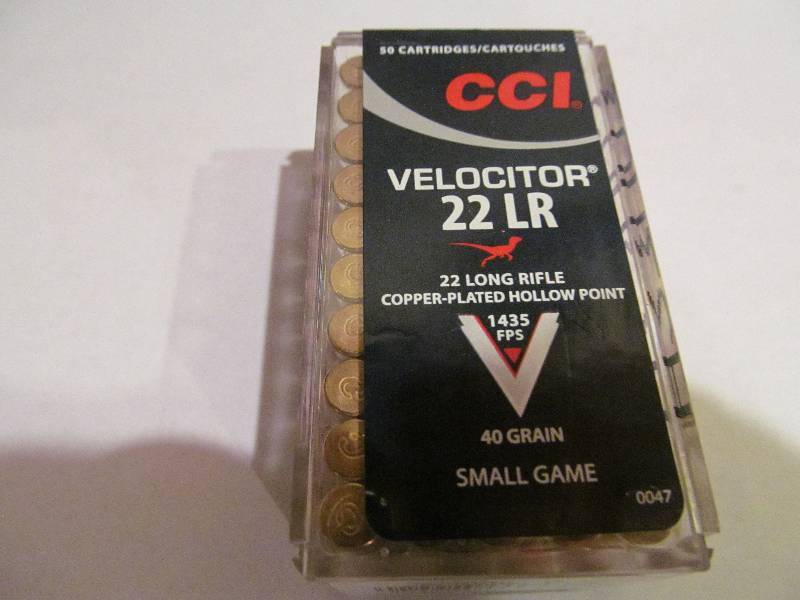 50 CARTRIDGES/CARTOUCHES
CCI®
VELOCITOR®
22 LR
22 LONG RIFLE
COPPER-PLATED HOLLOW POINT
1435
FPS
40 GRAIN
SMALL GAME
0047